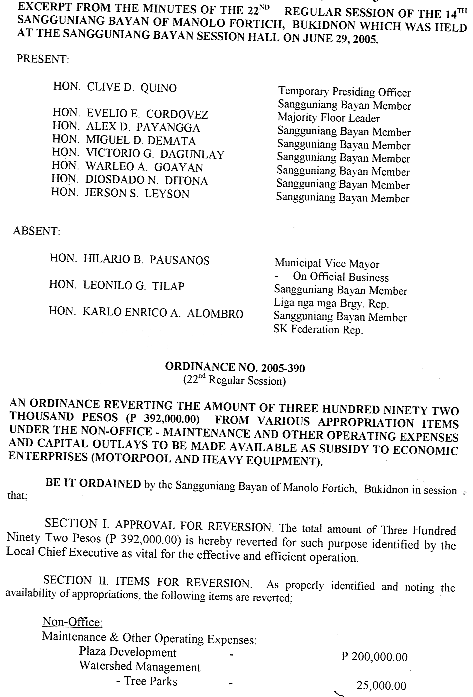 EXCERPT FROM THE MINUTES OF THE 22ND REGULAR SESSION OF THE 14TH
SANGGUNIANG BAYAN OF MANOLO FORTICH, BUKIDNON WHICH WAS HELD
AT THE SANGGUNIANG BAYAN SESSION HALL ON JUNE 29, 2005.
PRESENT:
HON. CLIVE D. QUINO Temporary Presiding Officer
Sangguniang Bayan Member
HON. EVELIO E. CORDOVEZ Majority Floor Leader
HON. ALEX D. PAYANGGA Sangguniang Bayan Member
HON. MIGUEL D. DEMATA Sangguniang Bayan Member
HON. VICTORIO G. DAGUNLAY Sangguniang Bayan Member
HON. WARLEO A. GOAYAN Sangguniang Bayan Member
HON. DIOSDADO N. DITONA Sangguniang Bayan Member
HON. JERSON S. LEYSON Sangguniang Bayan Member
ABSENT:
HON. HILARIO B. PAUSANOS Municipal Vice Mayor
- On Official Business
HON. LEONILO G. TILAP Sangguniang Bayan Member
Liga nga mga Brgy. Rep.
HON. KARLO ENRICO A. ALOMBRO Sangguniang Bayan Member
SK Federation Rep.
ORDINANCE NO. 2005-390
(22nd Regular Session)
AN ORDINANCE REVERTING THE AMOUNT OF THREE HUNDRED NINETY TWO
THOUSAND PESOS (P 392,000.00) FROM VARIOUS APPROPRIATION ITEMS
UNDER THE NON-OFFICE - MAINTENANCE AND OTHER OPERATING EXPENSES
AND CAPITAL OUTLAYS TO BE MADE AVAILABLE AS SUBSIDY TO ECONOMIC
ENTERPRISES (MOTORPOOL AND HEAVY EQUIPMENT).
BE IT ORDAINED by the Sangguniang Bayan of Manolo Fortich, Bukidnon in session
that:
SECTION I. APPROVAL FOR REVERSION. The total amount of Three Hundred
Ninety Two Pesos (P 392,000.00) is hereby reverted for such purpose identified by the
Local Chief Executive as vital for the effective and efficient operation.
SECTION II. ITEMS FOR REVERSION. As properly identified and noting the
availability of appropriations, the following items are reverted:
Non-Office:
Maintenance & Other Operating Expenses:
Plaza Development - P 200,000.00
Watershed Management
- Tree Parks - 25,000.00